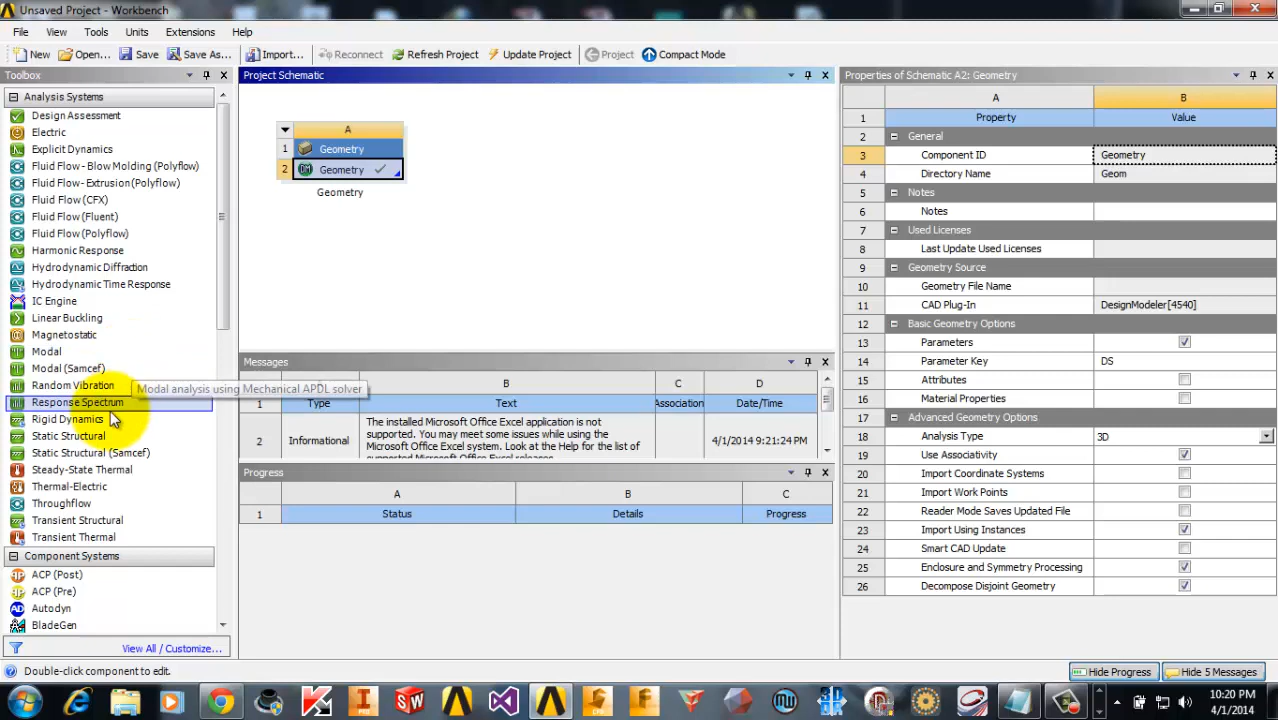 Unsaved Project - Workbench
File View Tools Units Extensions Help
New Open... Save Save As... Import... Reconnect Refresh Project Update Project Project Compact Mode
Toolbox
Analysis Systems
Design Assessment
Electric
Explicit Dynamics
Fluid Flow - Blow Molding (Polyflow)
Fluid Flow - Extrusion (Polyflow)
Fluid Flow (CFX)
Fluid Flow (Fluent)
Fluid Flow (Polyflow)
Harmonic Response
Hydrodynamic Diffraction
Hydrodynamic Time Response
IC Engine
Linear Buckling
Magnetostatic
Modal
Modal (Samcef)
Random Vibration
Response Spectrum
Rigid Dynamics
Static Structural
Static Structural (Samcef)
Steady-State Thermal
Thermal-Electric
Throughflow
Transient Structural
Transient Thermal
Component Systems
ACP (Post)
ACP (Pre)
Autodyn
BladeGen
View All / Customize...
Modal analysis using Mechanical APDL solver
Project Schematic
A
1 Geometry
2 Geometry
Geometry
Messages
A B C D
1 Type Text Association Date/Time
2 Informational The installed Microsoft Office Excel application is not 4/1/2014 9:21:24 PM
supported. You may meet some issues while using the
Microsoft Office Excel system. Look at the Help for the list of
supported Microsoft Office Excel releases.
Progress
A B C
1 Status Details Progress
Properties of Schematic A2: Geometry
A B
1 Property Value
2 General
3 Component ID Geometry
4 Directory Name Geom
5 Notes
6 Notes
7 Used Licenses
8 Last Update Used Licenses
9 Geometry Source
10 Geometry File Name
11 CAD Plug-In DesignModeler[4540]
12 Basic Geometry Options
13 Parameters
14 Parameter Key DS
15 Attributes
16 Material Properties
17 Advanced Geometry Options
18 Analysis Type 3D
19 Use Associativity
20 Import Coordinate Systems
21 Import Work Points
22 Reader Mode Saves Updated File
23 Import Using Instances
24 Smart CAD Update
25 Enclosure and Symmetry Processing
26 Decompose Disjoint Geometry
Double-click component to edit.
Hide Progress Hide 5 Messages
10:20 PM
4/1/2014